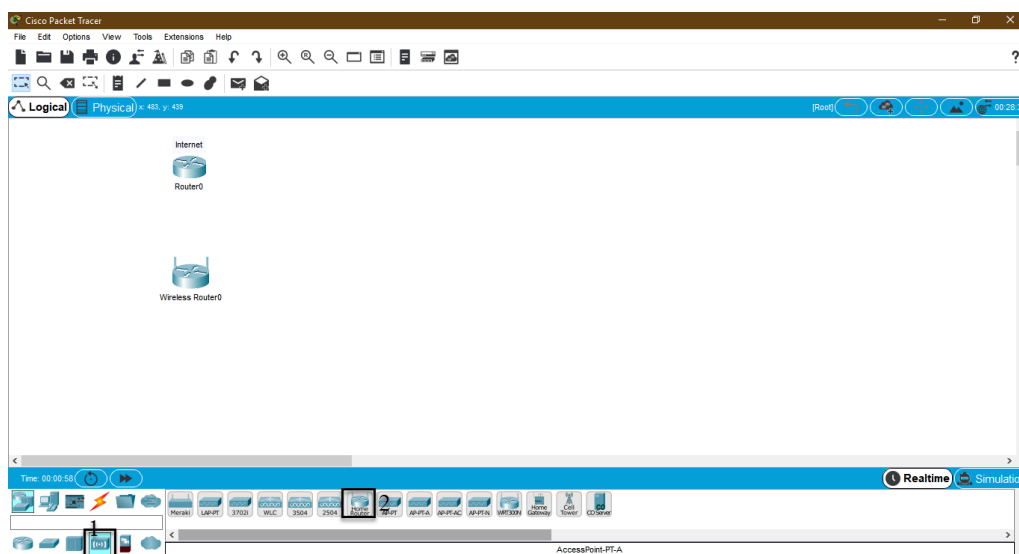 Cisco Packet Tracer
File Edit Options View Tools Extensions Help
?
Logical Physical x: 483, y: 439 [Root] 00:28:
Internet
Router0
Wireless Router0
Time: 00:00:58 Realtime Simulatio
Meraki LAP-PT 3702i WLC 3504 2504 Home Router 2 AP-PT AP-PT-A AP-PT-AC AP-PT-N WRT300N Home Gateway Cell Tower CO Server
1
AccessPoint-PT-A